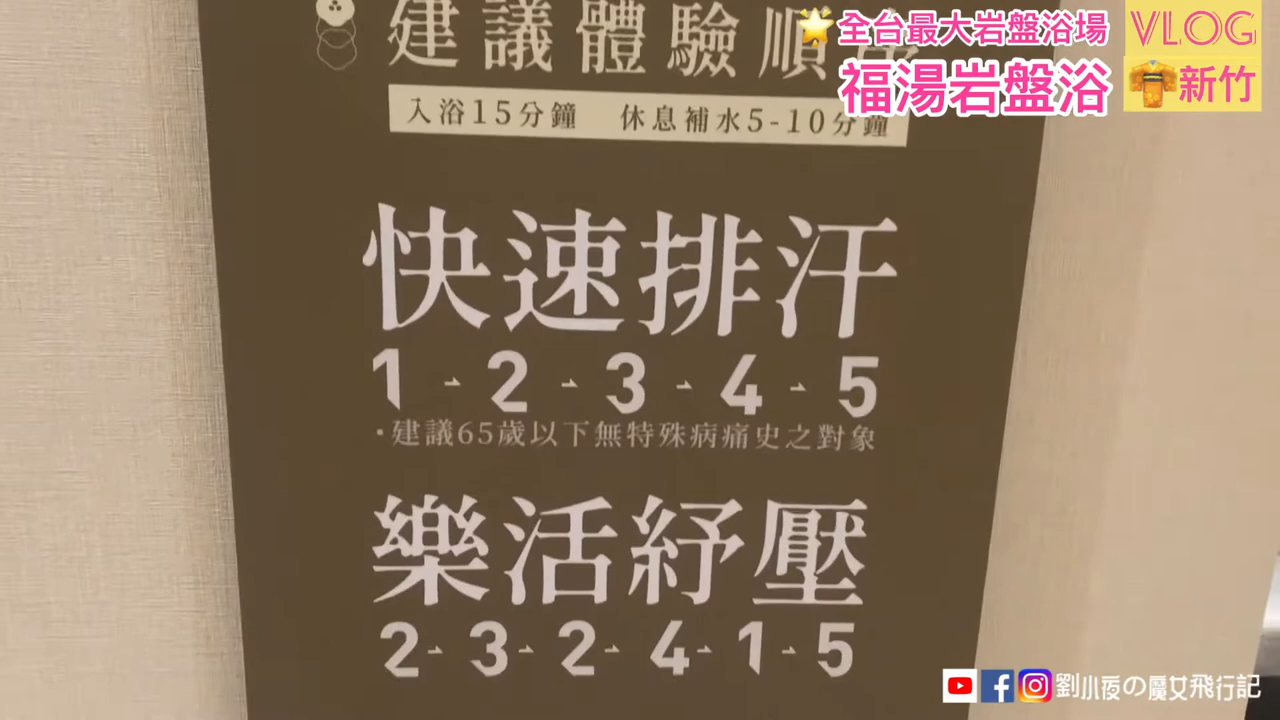 建議體驗順序
入浴15分鐘 休息補水5-10分鐘
快速排汗
1→2→3→4→5
·建議65歲以下無特殊病痛史之對象
樂活紓壓
2→3→2→4→1→5
全台最大岩盤浴場
福湯岩盤浴
VLOG
新竹
劉小夜の魔女飛行記